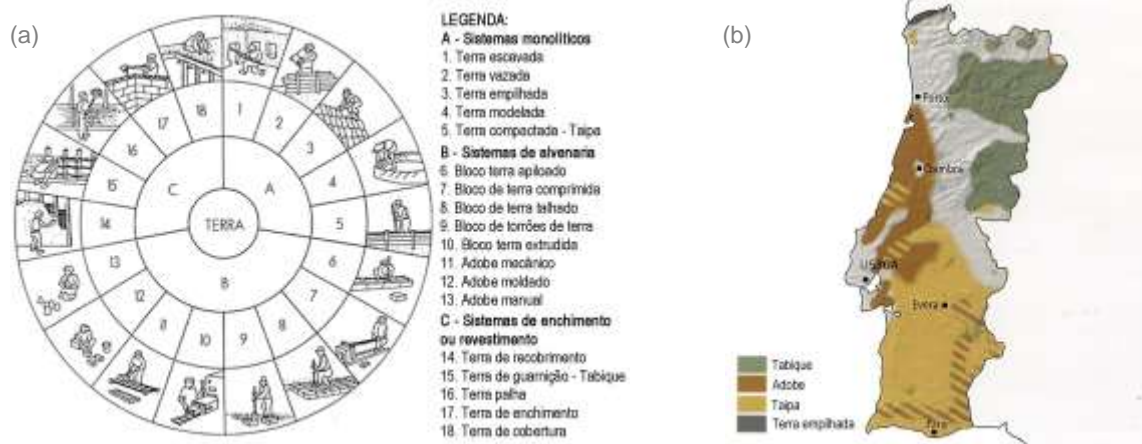 (a)
18
1
2
3
4
5
6
7
8
9
10
11
12
13
14
15
16
17
A
B
C
TERRA
LEGENDA:
A - Sistemas monolíticos
1. Terra escavada
2. Terra vazada
3. Terra empilhada
4. Terra modelada
5. Terra compactada - Taipa
B - Sistemas de alvenaria
6. Bloco terra apiloado
7. Bloco de terra comprimida
8. Bloco de terra talhado
9. Bloco de torrões de terra
10. Bloco terra extrudida
11. Adobe mecânico
12. Adobe moldado
13. Adobe manual
C - Sistemas de enchimento
ou revestimento
14. Terra de recobrimento
15. Terra de guarnição - Tabique
16. Terra palha
17. Terra de enchimento
18. Terra de cobertura
(b)
Porto
Coimbra
LISBOA
Évora
Faro
Tabique
Adobe
Taipa
Terra empilhada